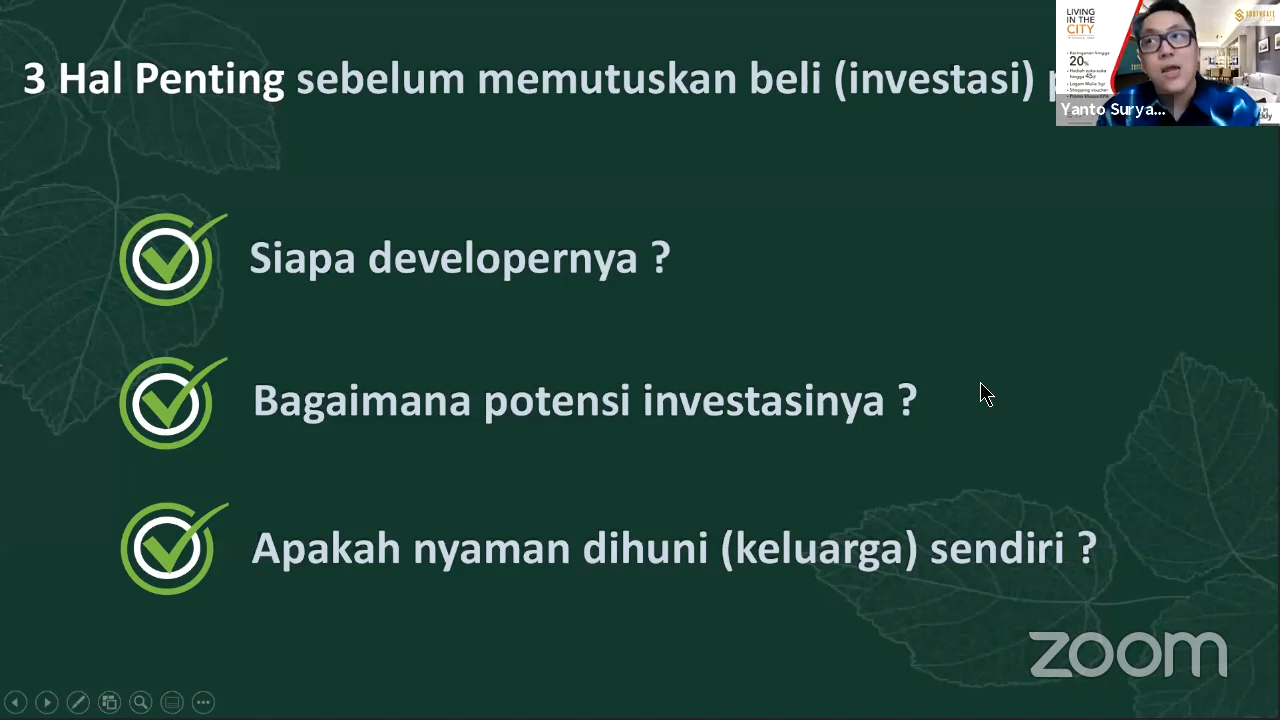 3 Hal Penting sebelum memutuskan beli (investasi)
LIVING
IN THE
CITY
20%
Yanto Surya...
Siapa developernya ?
Bagaimana potensi investasinya ?
Apakah nyaman dihuni (keluarga) sendiri ?
zoom